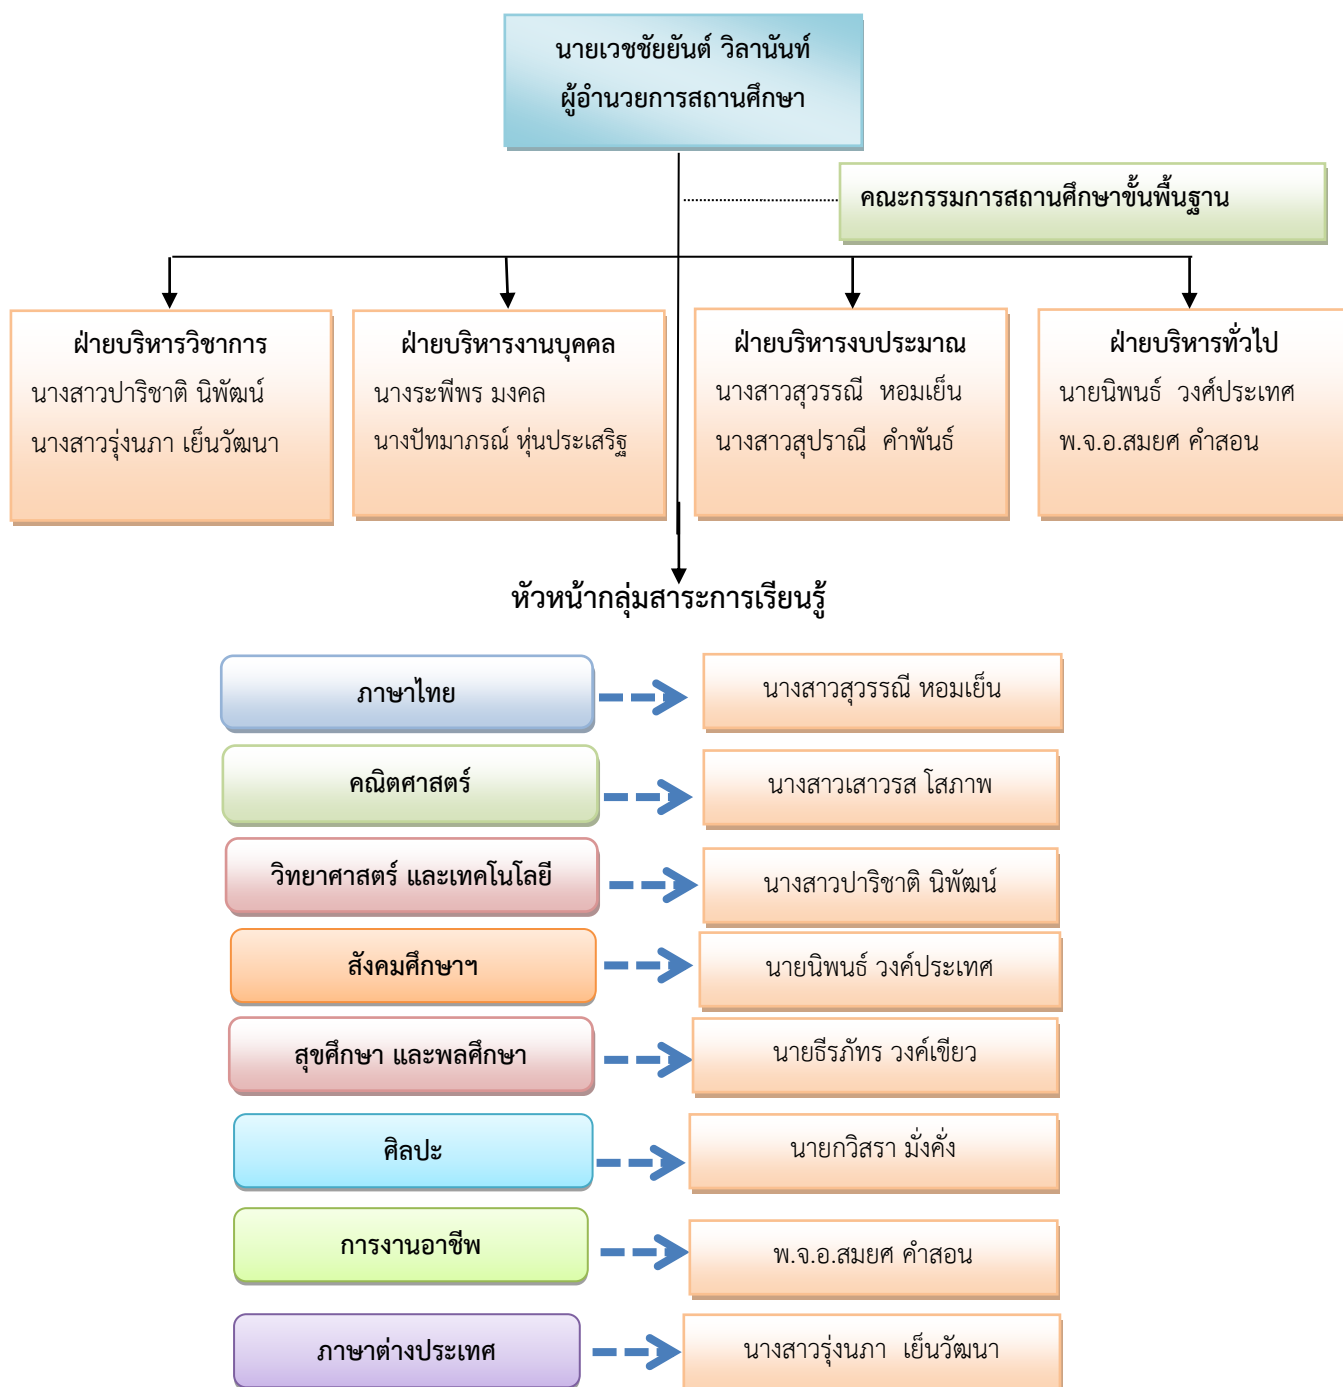 นายเวชชัยยันต์ วิลานันท์
ผู้อำนวยการสถานศึกษา
คณะกรรมการสถานศึกษาขั้นพื้นฐาน
ฝ่ายบริหารวิชาการ
นางสาวปาริชาติ นิพัฒน์
นางสาวรุ่งนภา เย็นวัฒนา
ฝ่ายบริหารงานบุคคล
นางระพีพร มงคล
นางปัทมาภรณ์ หุ่นประเสริฐ
ฝ่ายบริหารงบประมาณ
นางสาวสุวรรณี หอมเย็น
นางสาวสุปราณี คำพันธ์
ฝ่ายบริหารทั่วไป
นายนิพนธ์ วงศ์ประเทศ
พ.จ.อ.สมยศ คำสอน
หัวหน้ากลุ่มสาระการเรียนรู้
ภาษาไทย
นางสาวสุวรรณี หอมเย็น
คณิตศาสตร์
นางสาวเสาวรส โสภาพ
วิทยาศาสตร์ และเทคโนโลยี
นางสาวปาริชาติ นิพัฒน์
สังคมศึกษาฯ
นายนิพนธ์ วงค์ประเทศ
สุขศึกษา และพลศึกษา
นายธีรภัทร วงค์เขียว
ศิลปะ
นายกวิสรา มั่งคั่ง
การงานอาชีพ
พ.จ.อ.สมยศ คำสอน
ภาษาต่างประเทศ
นางสาวรุ่งนภา เย็นวัฒนา